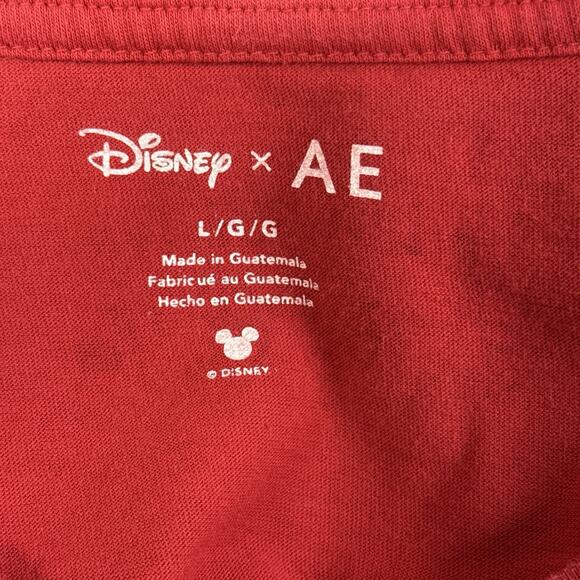 Disney × AE
L/G/G
Made in Guatemala
Fabriqué au Guatemala
Hecho en Guatemala
© DISNEY